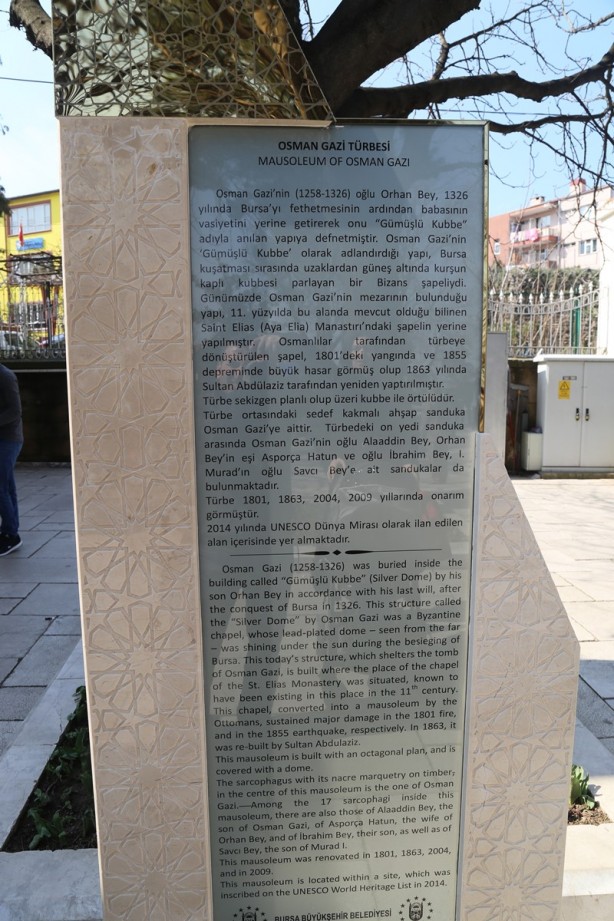 OSMAN GAZİ TÜRBESİ
MAUSOLEUM OF OSMAN GAZI
Osman Gazi'nin (1258-1326) oğlu Orhan Bey, 1326
yılında Bursa'yı fethetmesinin ardından babasının
vasiyetini yerine getirerek onu "Gümüşlü Kubbe"
adıyla anılan yapıya defnetmiştir. Osman Gazi'nin
'Gümüşlü Kubbe' olarak adlandırdığı yapı, Bursa
kuşatması sırasında uzaklardan güneş altında kurşun
kaplı kubbesi parlayan bir Bizans şapeliydi.
Günümüzde Osman Gazi'nin mezarının bulunduğu
yapı, 11. yüzyılda bu alanda mevcut olduğu bilinen
Saint Elias (Aya Elia) Manastırı'ndaki şapelin yerine
yapılmıştır. Osmanlılar tarafından türbeye
dönüştürülen şapel, 1801'deki yangında ve 1855
depreminde büyük hasar görmüş olup 1863 yılında
Sultan Abdülaziz tarafından yeniden yaptırılmıştır.
Türbe sekizgen planlı olup üzeri kubbe ile örtülüdür.
Türbe ortasındaki sedef kakmalı ahşap sanduka
Osman Gazi'ye aittir. Türbedeki on yedi sanduka
arasında Osman Gazi'nin oğlu Alaaddin Bey, Orhan
Bey'in eşi Asporça Hatun ve oğlu İbrahim Bey, I.
Murad'ın oğlu Savcı Bey'e ait sandukalar da
bulunmaktadır.
Türbe 1801, 1863, 2004, 2009 yıllarında onarım
görmüştür.
2014 yılında UNESCO Dünya Mirası olarak ilan edilen
alan içerisinde yer almaktadır.
Osman Gazi (1258-1326) was buried inside the
building called "Gümüşlü Kubbe" (Silver Dome) by his
son Orhan Bey in accordance with his last will, after
the conquest of Bursa in 1326. This structure called
the "Silver Dome" by Osman Gazi was a Byzantine
chapel, whose lead-plated dome – seen from the far
– was shining under the sun during the besieging of
Bursa. This today's structure, which shelters the tomb
of Osman Gazi, is built where the place of the chapel
of the St. Elias Monastery was situated, known to
have been existing in this place in the 11th century.
This chapel, converted into a mausoleum by the
Ottomans, sustained major damage in the 1801 fire,
and in the 1855 earthquake, respectively. In 1863, it
was re-built by Sultan Abdulaziz.
This mausoleum is built with an octagonal plan, and is
covered with a dome.
The sarcophagus with its nacre marquetry on timber,
in the centre of this mausoleum is the one of Osman
Gazi. Among the 17 sarcophagi inside this
mausoleum, there are also those of Alaaddin Bey, the
son of Osman Gazi, of Asporça Hatun, the wife of
Orhan Bey, and of İbrahim Bey, their son, as well as of
Savcı Bey, the son of Murad I.
This mausoleum was renovated in 1801, 1863, 2004,
and in 2009.
This mausoleum is located within a site, which was
inscribed on the UNESCO World Heritage List in 2014.
BURSA BÜYÜKŞEHİR BELEDİYESİ